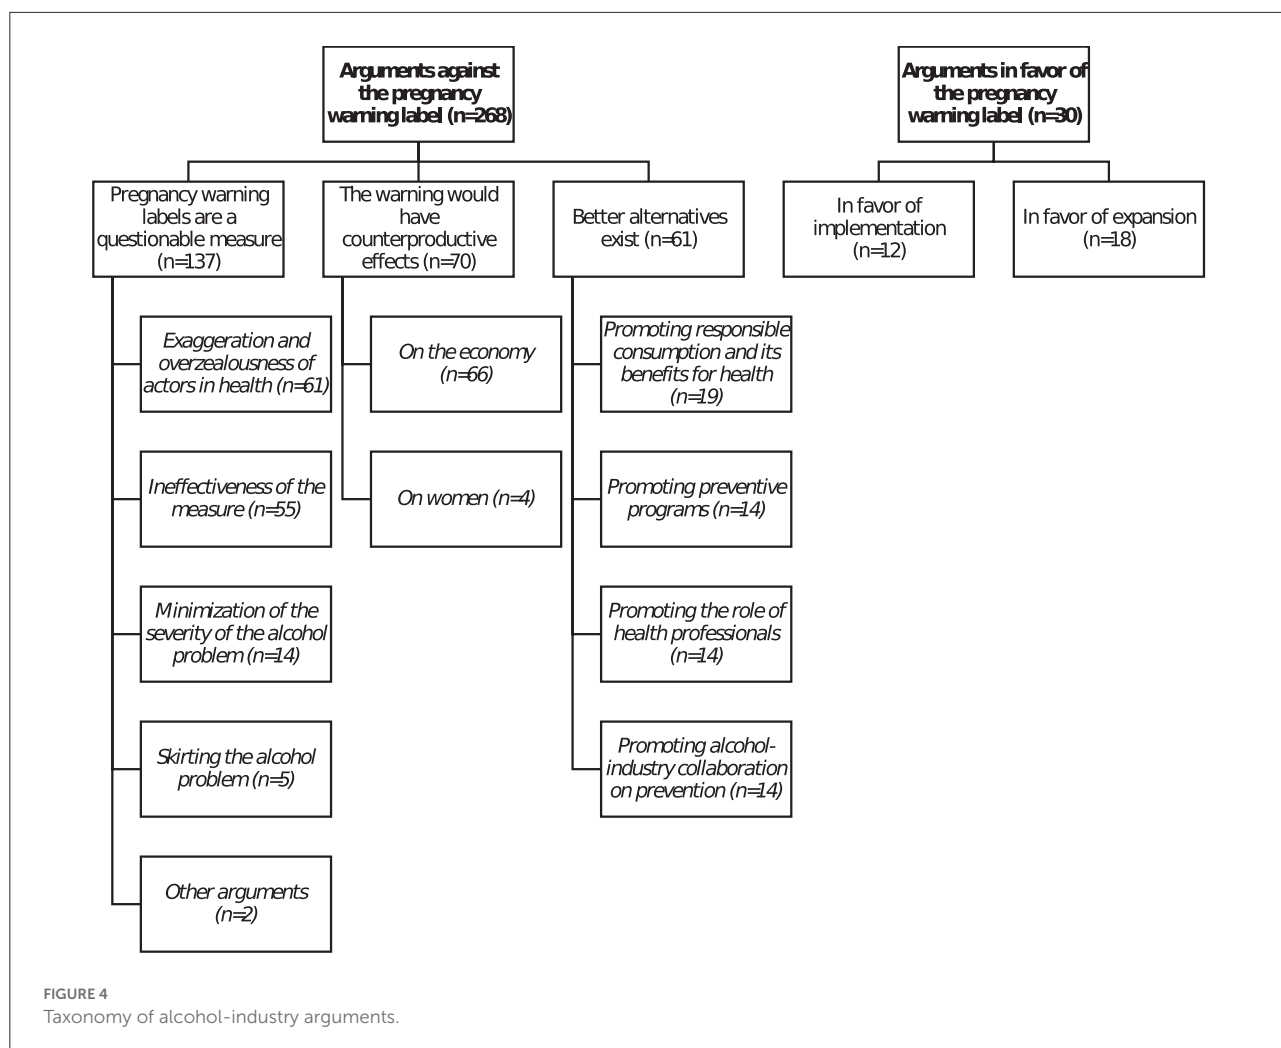 Arguments against
the pregnancy
warning label (n=268)
Arguments in favor of
the pregnancy
warning label (n=30)
Pregnancy warning
labels are a
questionable measure
(n=137)
The warning would
have
counterproductive
effects (n=70)
Better alternatives
exist (n=61)
In favor of
implementation
(n=12)
In favor of expansion
(n=18)
Exaggeration and
overzealousness of
actors in health (n=61)
Ineffectiveness of the
measure (n=55)
Minimization of the
severity of the alcohol
problem (n=14)
Skirting the alcohol
problem (n=5)
Other arguments
(n=2)
On the economy
(n=66)
On women (n=4)
Promoting responsible
consumption and its
benefits for health
(n=19)
Promoting preventive
programs (n=14)
Promoting the role of
health professionals
(n=14)
Promoting alcohol-
industry collaboration
on prevention (n=14)
FIGURE 4
Taxonomy of alcohol-industry arguments.